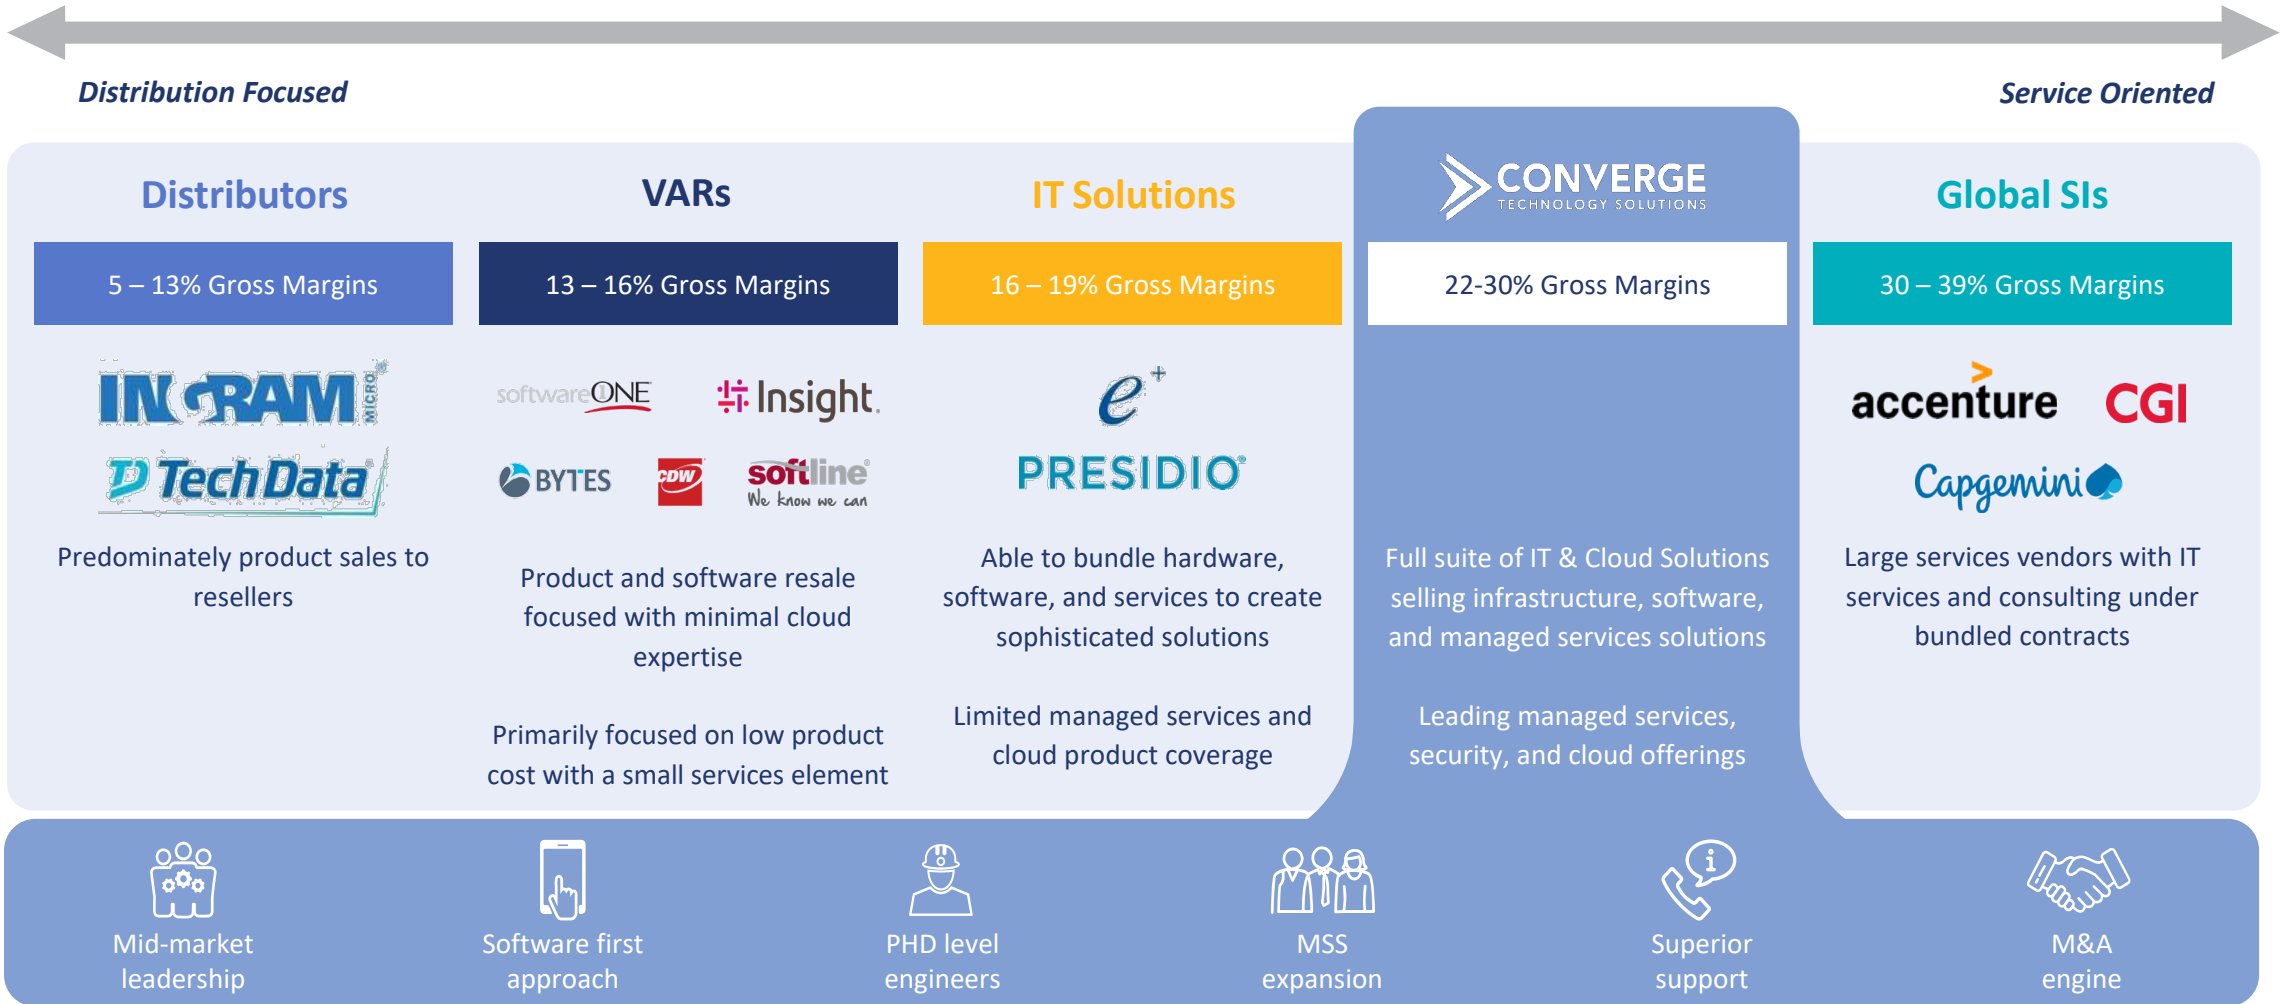 Distribution Focused
Service Oriented
Distributors
5 – 13% Gross Margins
INGRAM MICRO
TD Tech Data
Predominately product sales to
resellers
VARs
13 – 16% Gross Margins
softwareONE
Insight.
BYTES
CDW
softline
We know we can
Product and software resale
focused with minimal cloud
expertise
Primarily focused on low product
cost with a small services element
IT Solutions
16 – 19% Gross Margins
e+
PRESIDIO
Able to bundle hardware,
software, and services to create
sophisticated solutions
Limited managed services and
cloud product coverage
CONVERGE
TECHNOLOGY SOLUTIONS
22-30% Gross Margins
Full suite of IT & Cloud Solutions
selling infrastructure, software,
and managed services solutions
Leading managed services,
security, and cloud offerings
Global SIs
30 – 39% Gross Margins
accenture
CGI
Capgemini
Large services vendors with IT
services and consulting under
bundled contracts
Mid-market
leadership
Software first
approach
PHD level
engineers
MSS
expansion
i
Superior
support
M&A
engine